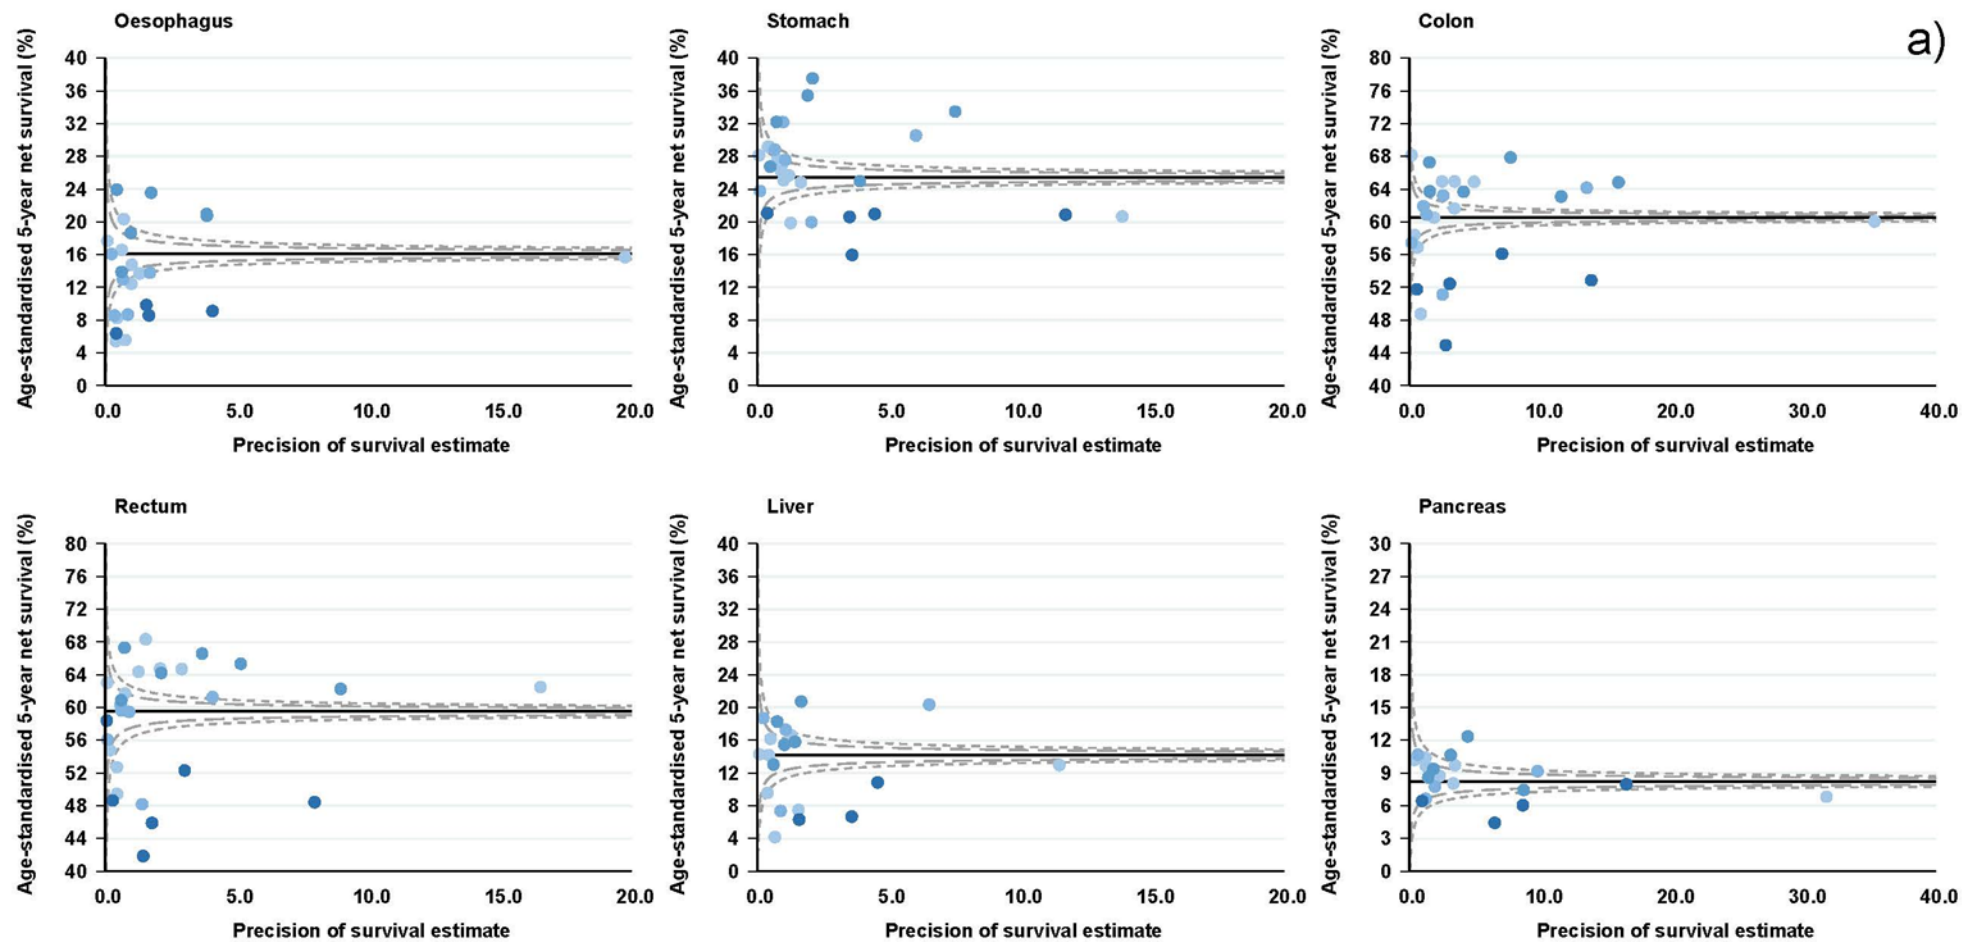 Oesophagus
Age-standardised 5-year net survival (%)
40
36
32
28
24
20
16
12
8
4
0
0.0 5.0 10.0 15.0 20.0
Precision of survival estimate
Stomach
Age-standardised 5-year net survival (%)
40
36
32
28
24
20
16
12
8
4
0
0.0 5.0 10.0 15.0 20.0
Precision of survival estimate
Colon
a)
Age-standardised 5-year net survival (%)
80
76
72
68
64
60
56
52
48
44
40
0.0 10.0 20.0 30.0 40.0
Precision of survival estimate
Rectum
Age-standardised 5-year net survival (%)
80
76
72
68
64
60
56
52
48
44
40
0.0 5.0 10.0 15.0 20.0
Precision of survival estimate
Liver
Age-standardised 5-year net survival (%)
40
36
32
28
24
20
16
12
8
4
0
0.0 5.0 10.0 15.0 20.0
Precision of survival estimate
Pancreas
Age-standardised 5-year net survival (%)
30
27
24
21
18
15
12
9
6
3
0
0.0 10.0 20.0 30.0 40.0
Precision of survival estimate